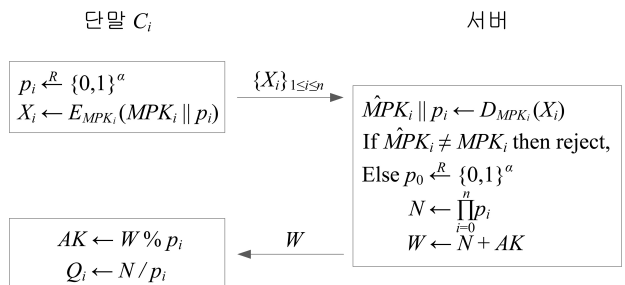 단말 C_i
서버
p_i ←^R {0,1}^α
X_i ← E_{MPK_i}(MPK_i || p_i)
{X_i}_{1≤i≤n}
M̂PK_i || p_i ← D_{MPK_i}(X_i)
If M̂PK_i ≠ MPK_i then reject,
Else p_0 ←^R {0,1}^α
N ← ∏_{i=0}^{n} p_i
W ← N + AK
W
AK ← W % p_i
Q_i ← N / p_i